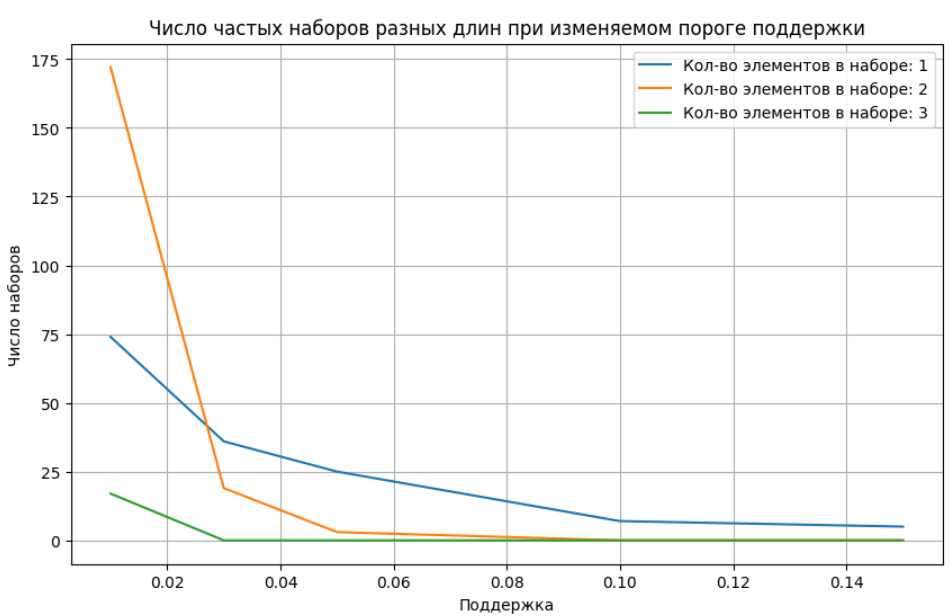 Число частых наборов разных длин при изменяемом пороге поддержки
Кол-во элементов в наборе: 1
Кол-во элементов в наборе: 2
Кол-во элементов в наборе: 3
175
150
125
100
75
50
25
0
Число наборов
0.02 0.04 0.06 0.08 0.10 0.12 0.14
Поддержка